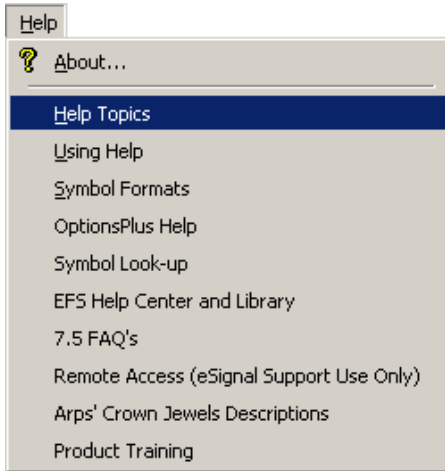 Help
About...
Help Topics
Using Help
Symbol Formats
OptionsPlus Help
Symbol Look-up
EFS Help Center and Library
7.5 FAQ's
Remote Access (eSignal Support Use Only)
Arps' Crown Jewels Descriptions
Product Training